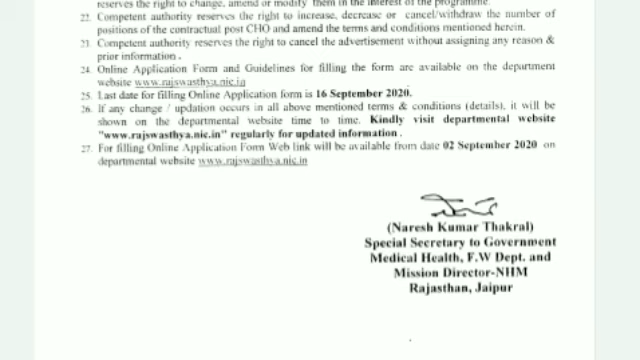 reserves the right to change, amend or modify them in the interest of the programme.
22. Competent authority reserves the right to increase, decrease or cancel/withdraw the number of
positions of the contractual post CHO and amend the terms and conditions mentioned herein.
23. Competent authority reserves the right to cancel the advertisement without assigning any reason &
prior information .
24. Online Application Form and Guidelines for filling the form are available on the department
website www.rajswasthya.nic.in
25. Last date for filling Online Application form is 16 September 2020.
26. If any change / updation occurs in all above mentioned terms & conditions (details), it will be
shown on the departmental website time to time. Kindly visit departmental website
"www.rajswasthya.nic.in" regularly for updated information .
27. For filling Online Application Form Web link will be available from date 02 September 2020 on
departmental website www.rajswasthya.nic.in
(Naresh Kumar Thakral)
Special Secretary to Government
Medical Health, F.W Dept. and
Mission Director-NHM
Rajasthan, Jaipur